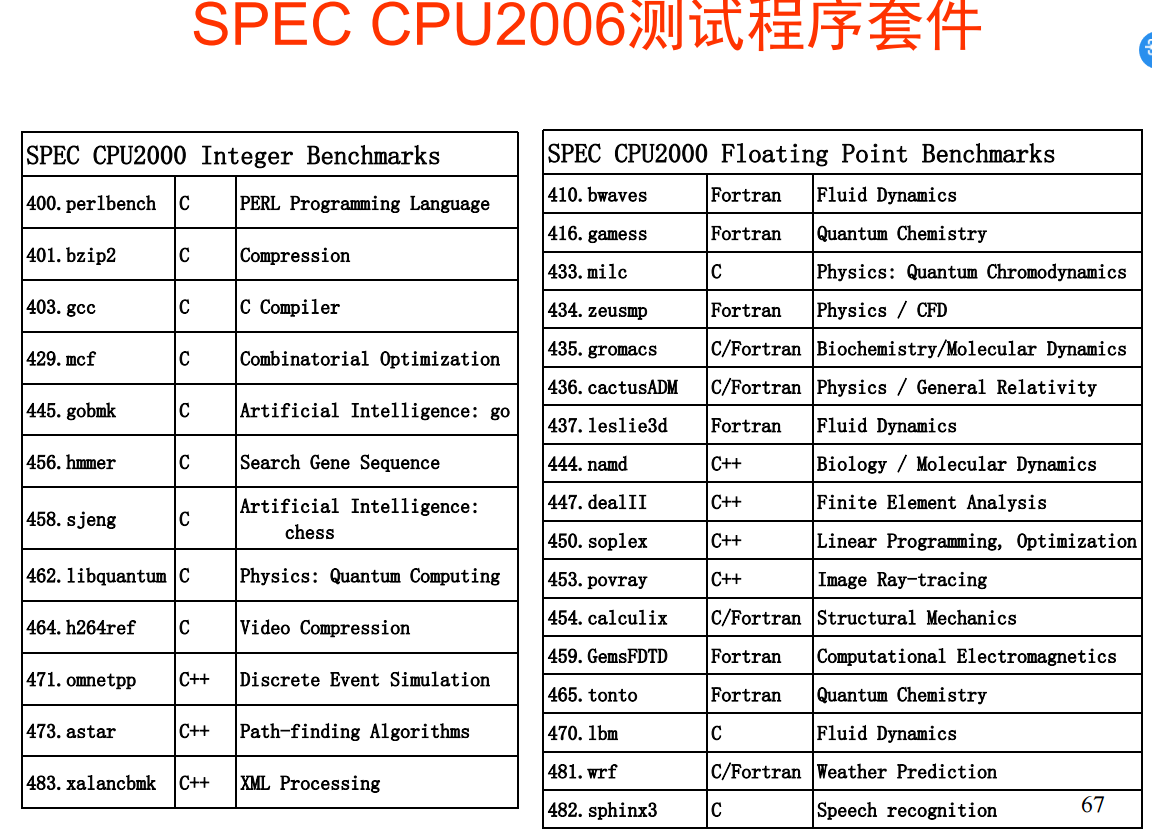 SPEC CPU2006测试程序套件
SPEC CPU2000 Integer Benchmarks
400.perlbench C PERL Programming Language
401.bzip2 C Compression
403.gcc C C Compiler
429.mcf C Combinatorial Optimization
445.gobmk C Artificial Intelligence: go
456.hmmer C Search Gene Sequence
458.sjeng C Artificial Intelligence:
chess
462.libquantum C Physics: Quantum Computing
464.h264ref C Video Compression
471.omnetpp C++ Discrete Event Simulation
473.astar C++ Path-finding Algorithms
483.xalancbmk C++ XML Processing
SPEC CPU2000 Floating Point Benchmarks
410.bwaves Fortran Fluid Dynamics
416.gamess Fortran Quantum Chemistry
433.milc C Physics: Quantum Chromodynamics
434.zeusmp Fortran Physics / CFD
435.gromacs C/Fortran Biochemistry/Molecular Dynamics
436.cactusADM C/Fortran Physics / General Relativity
437.leslie3d Fortran Fluid Dynamics
444.namd C++ Biology / Molecular Dynamics
447.dealII C++ Finite Element Analysis
450.soplex C++ Linear Programming, Optimization
453.povray C++ Image Ray-tracing
454.calculix C/Fortran Structural Mechanics
459.GemsFDTD Fortran Computational Electromagnetics
465.tonto Fortran Quantum Chemistry
470.lbm C Fluid Dynamics
481.wrf C/Fortran Weather Prediction
482.sphinx3 C Speech recognition
67